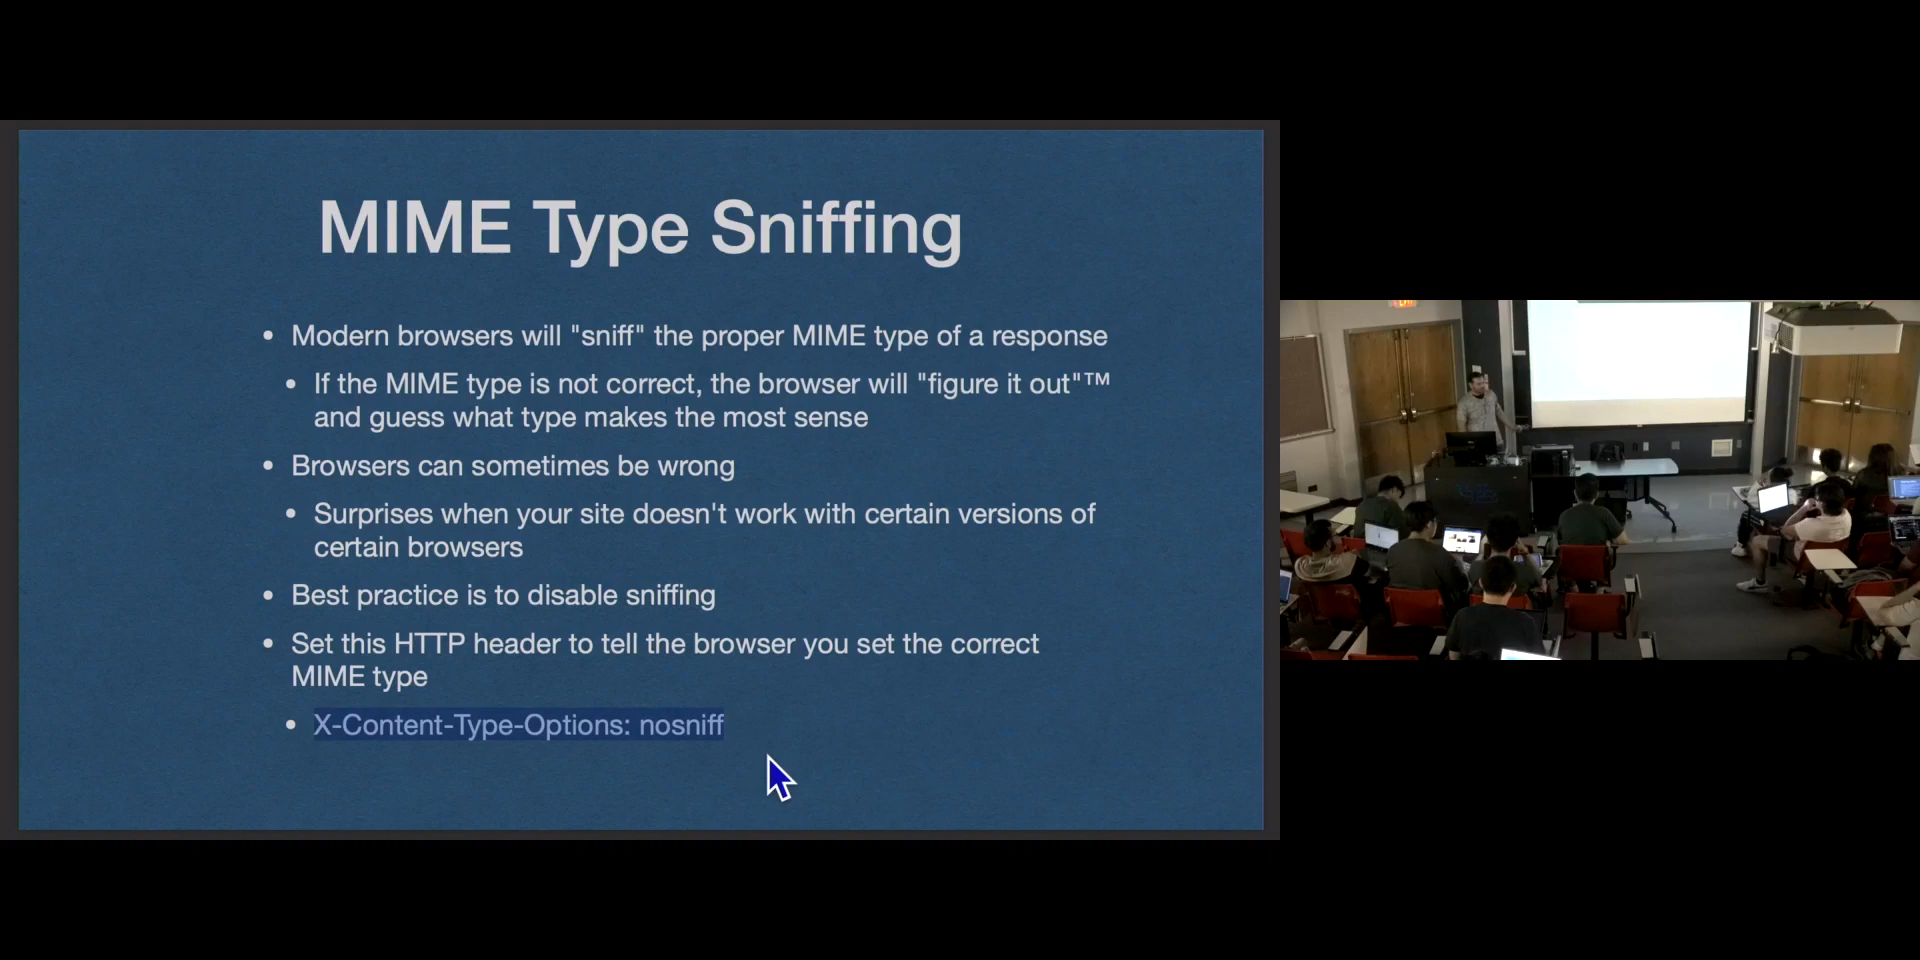 MIME Type Sniffing
• Modern browsers will "sniff" the proper MIME type of a response
• If the MIME type is not correct, the browser will "figure it out"™
and guess what type makes the most sense
• Browsers can sometimes be wrong
• Surprises when your site doesn't work with certain versions of
certain browsers
• Best practice is to disable sniffing
• Set this HTTP header to tell the browser you set the correct
MIME type
• X-Content-Type-Options: nosniff